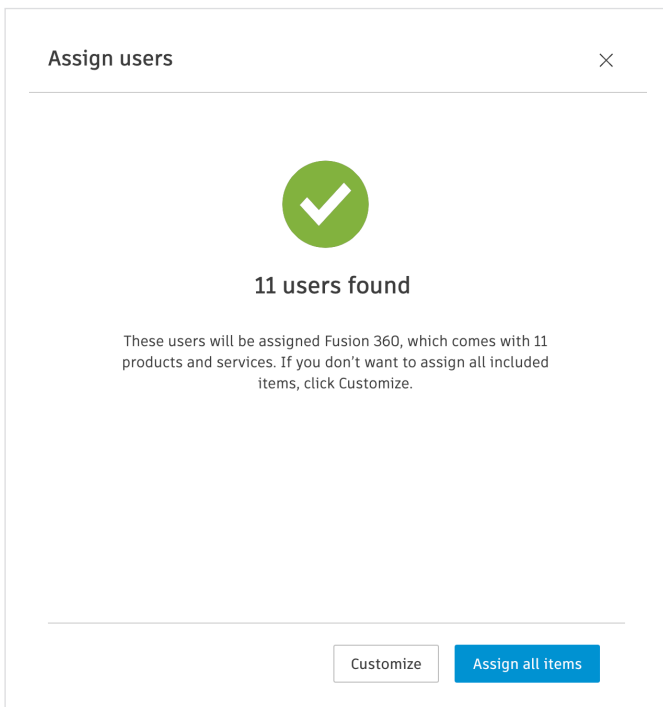 Assign users
11 users found
These users will be assigned Fusion 360, which comes with 11
products and services. If you don’t want to assign all included
items, click Customize.
Customize
Assign all items